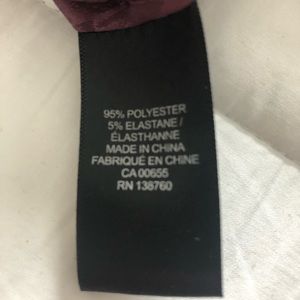 95% POLYESTER
5% ELASTANE /
ÉLASTHANNE
MADE IN CHINA
FABRIQUÉ EN CHINE
CA 00655
RN 138760